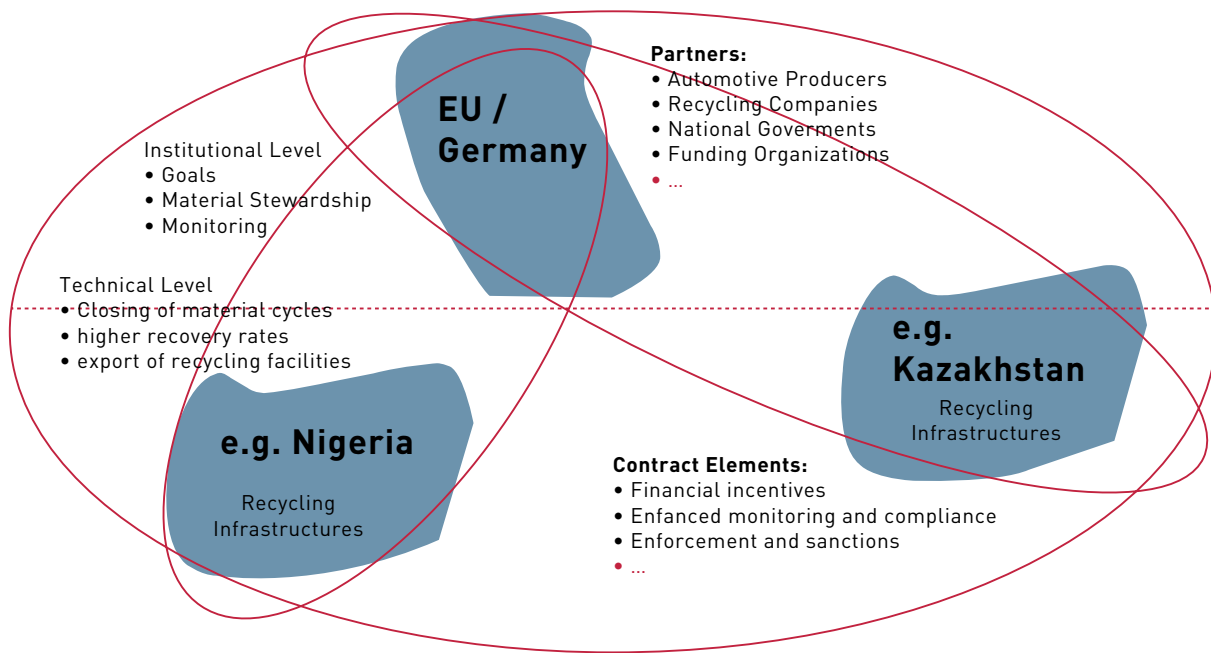 EU /
Germany
Partners:
• Automotive Producers
• Recycling Companies
• National Goverments
• Funding Organizations
• ...
Institutional Level
• Goals
• Material Stewardship
• Monitoring
Technical Level
• Closing of material cycles
• higher recovery rates
• export of recycling facilities
e.g.
Kazakhstan
Recycling
Infrastructures
e.g. Nigeria
Recycling
Infrastructures
Contract Elements:
• Financial incentives
• Enfanced monitoring and compliance
• Enforcement and sanctions
• ...